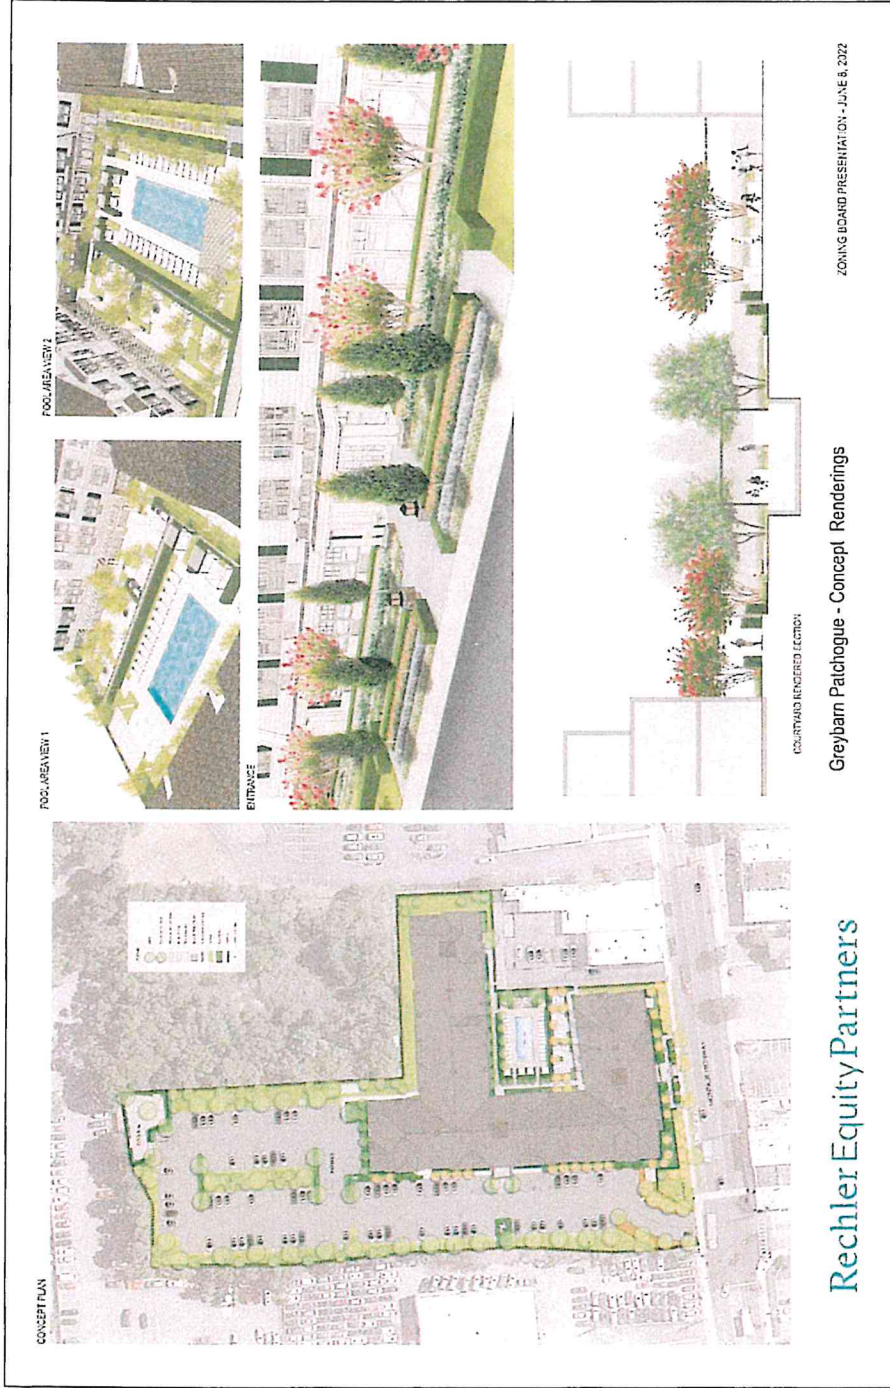 CONCEPT PLAN
POOL AREA VIEW 1
POOL AREA VIEW 2
ENTRANCE
COURTYARD RENDERED SECTION
Rechler Equity Partners
Greybarn Patchogue - Concept Renderings
ZONING BOARD PRESENTATION - JUNE 8, 2022